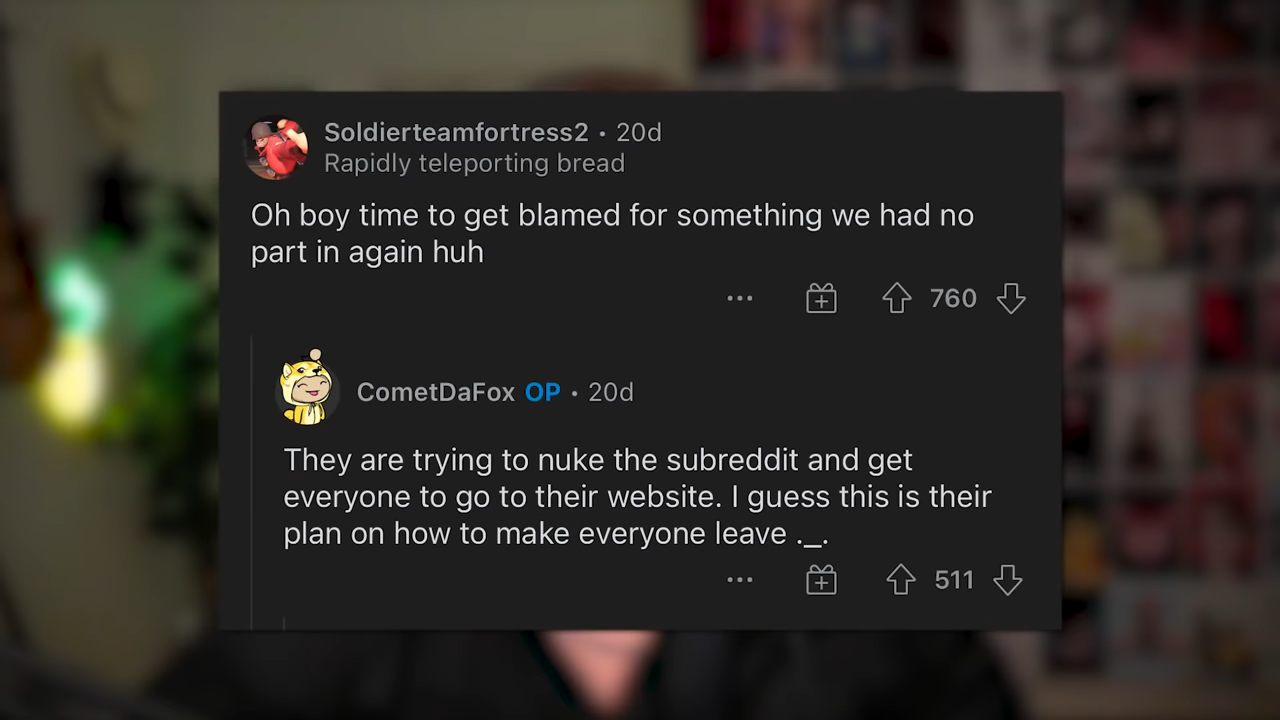 Soldierteamfortress2 • 20d
Rapidly teleporting bread
Oh boy time to get blamed for something we had no
part in again huh
760
CometDaFox OP • 20d
They are trying to nuke the subreddit and get
everyone to go to their website. I guess this is their
plan on how to make everyone leave ._.
511